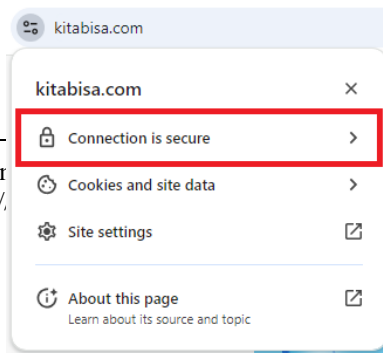 kitabisa.com
kitabisa.com
Connection is secure
Cookies and site data
Site settings
About this page
Learn about its source and topic